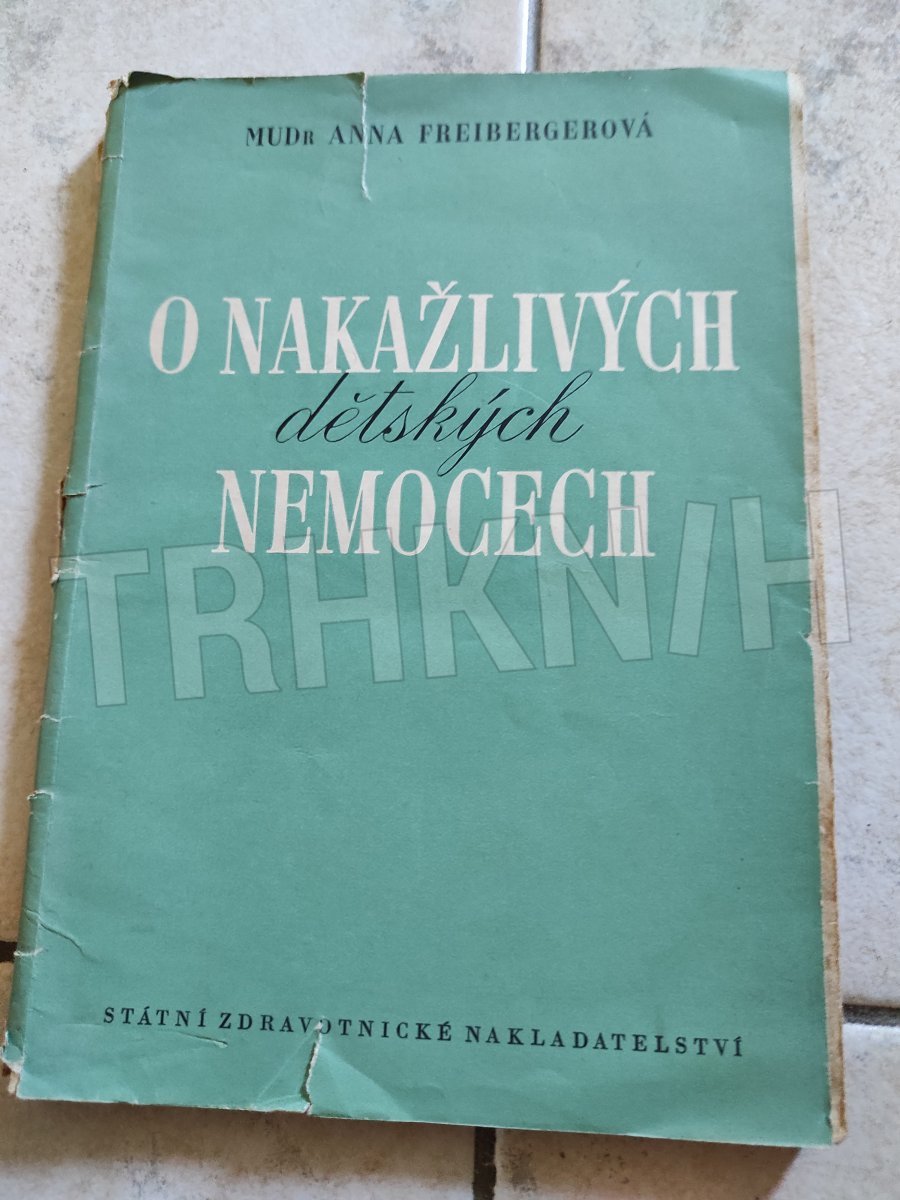 MUDr ANNA FREIBERGEROVÁ
O NAKAŽLIVÝCH
dětských
NEMOCECH
TRHKNIH
STÁTNÍ ZDRAVOTNICKÉ NAKLADATELSTVÍ